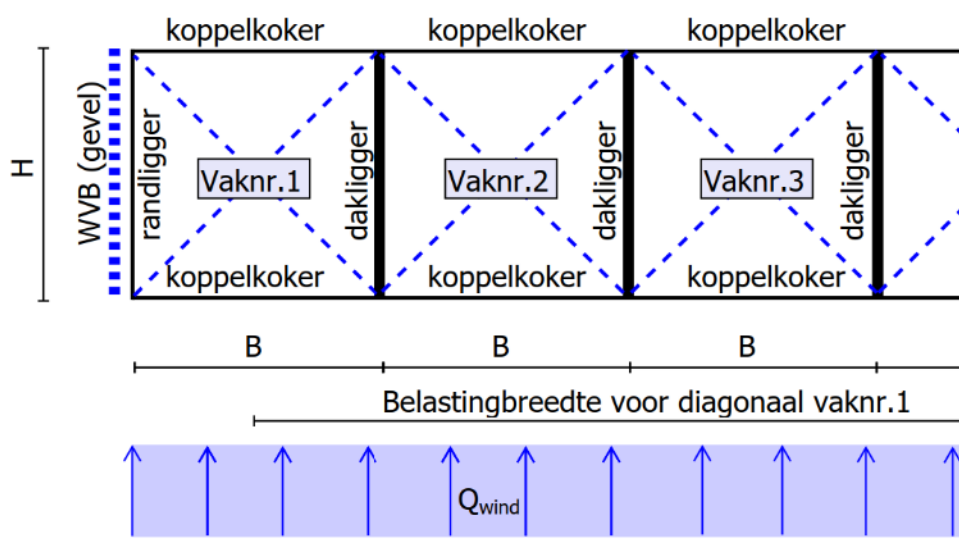 koppelkoker koppelkoker koppelkoker
H
WVB (gevel)
randligger
Vaknr.1
dakligger
Vaknr.2
dakligger
Vaknr.3
dakligger
koppelkoker koppelkoker koppelkoker
B B B
Belastingbreedte voor diagonaal vaknr.1
Qwind